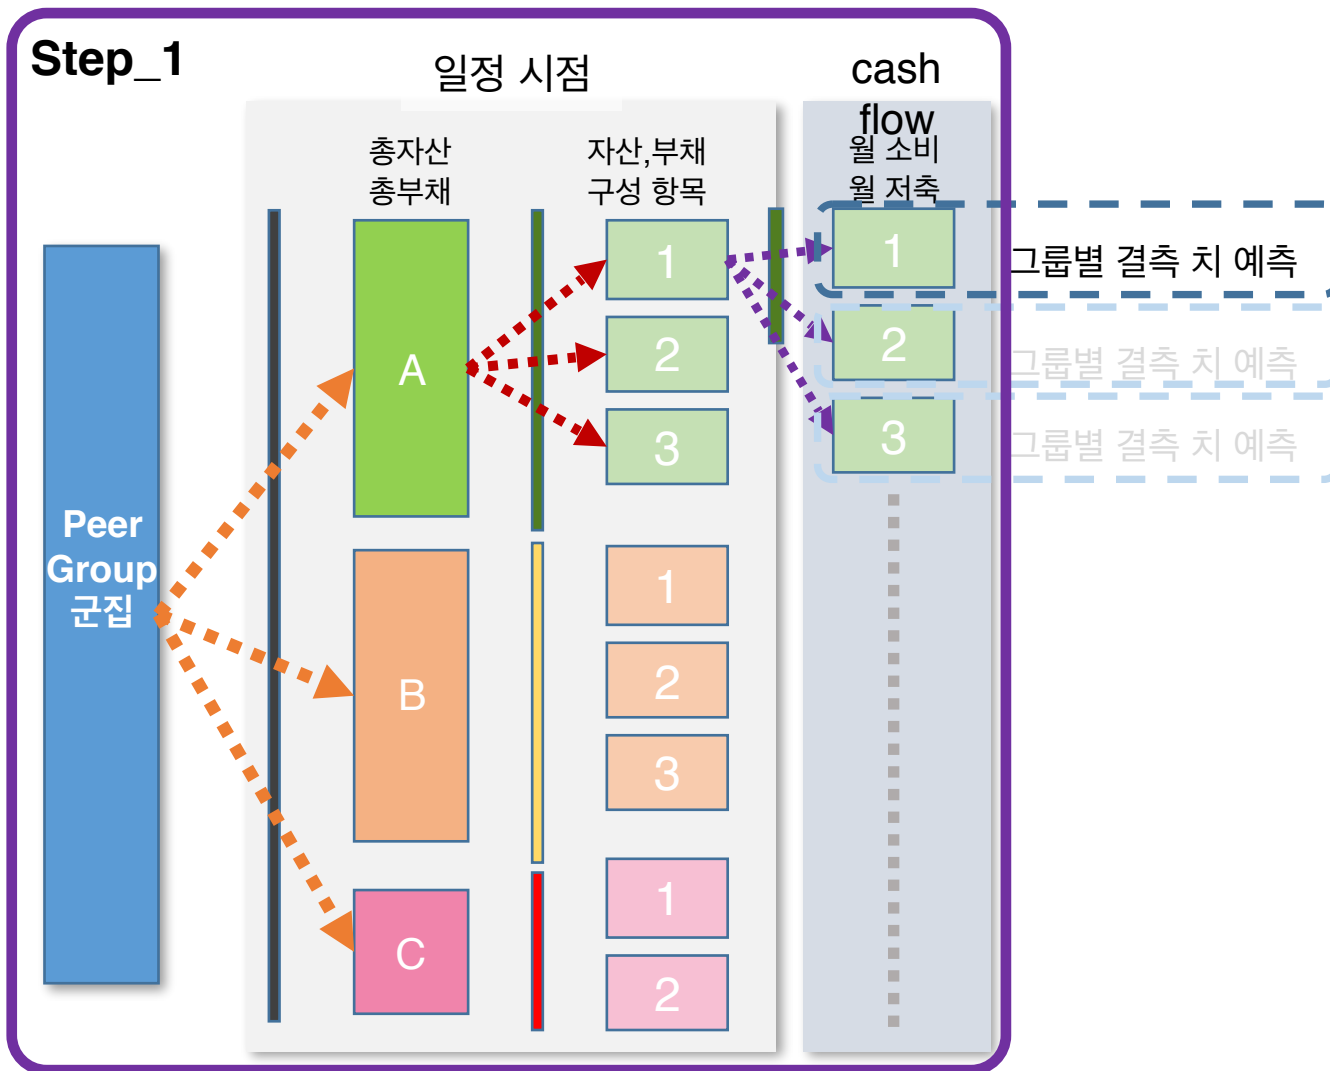 Step_1
일정 시점
cash
flow
총자산
총부채
자산,부채
구성 항목
월 소비
월 저축
Peer
Group
군집
A
B
C
1
2
3
1
2
3
1
2
1
2
3
그룹별 결측 치 예측
그룹별 결측 치 예측
그룹별 결측 치 예측